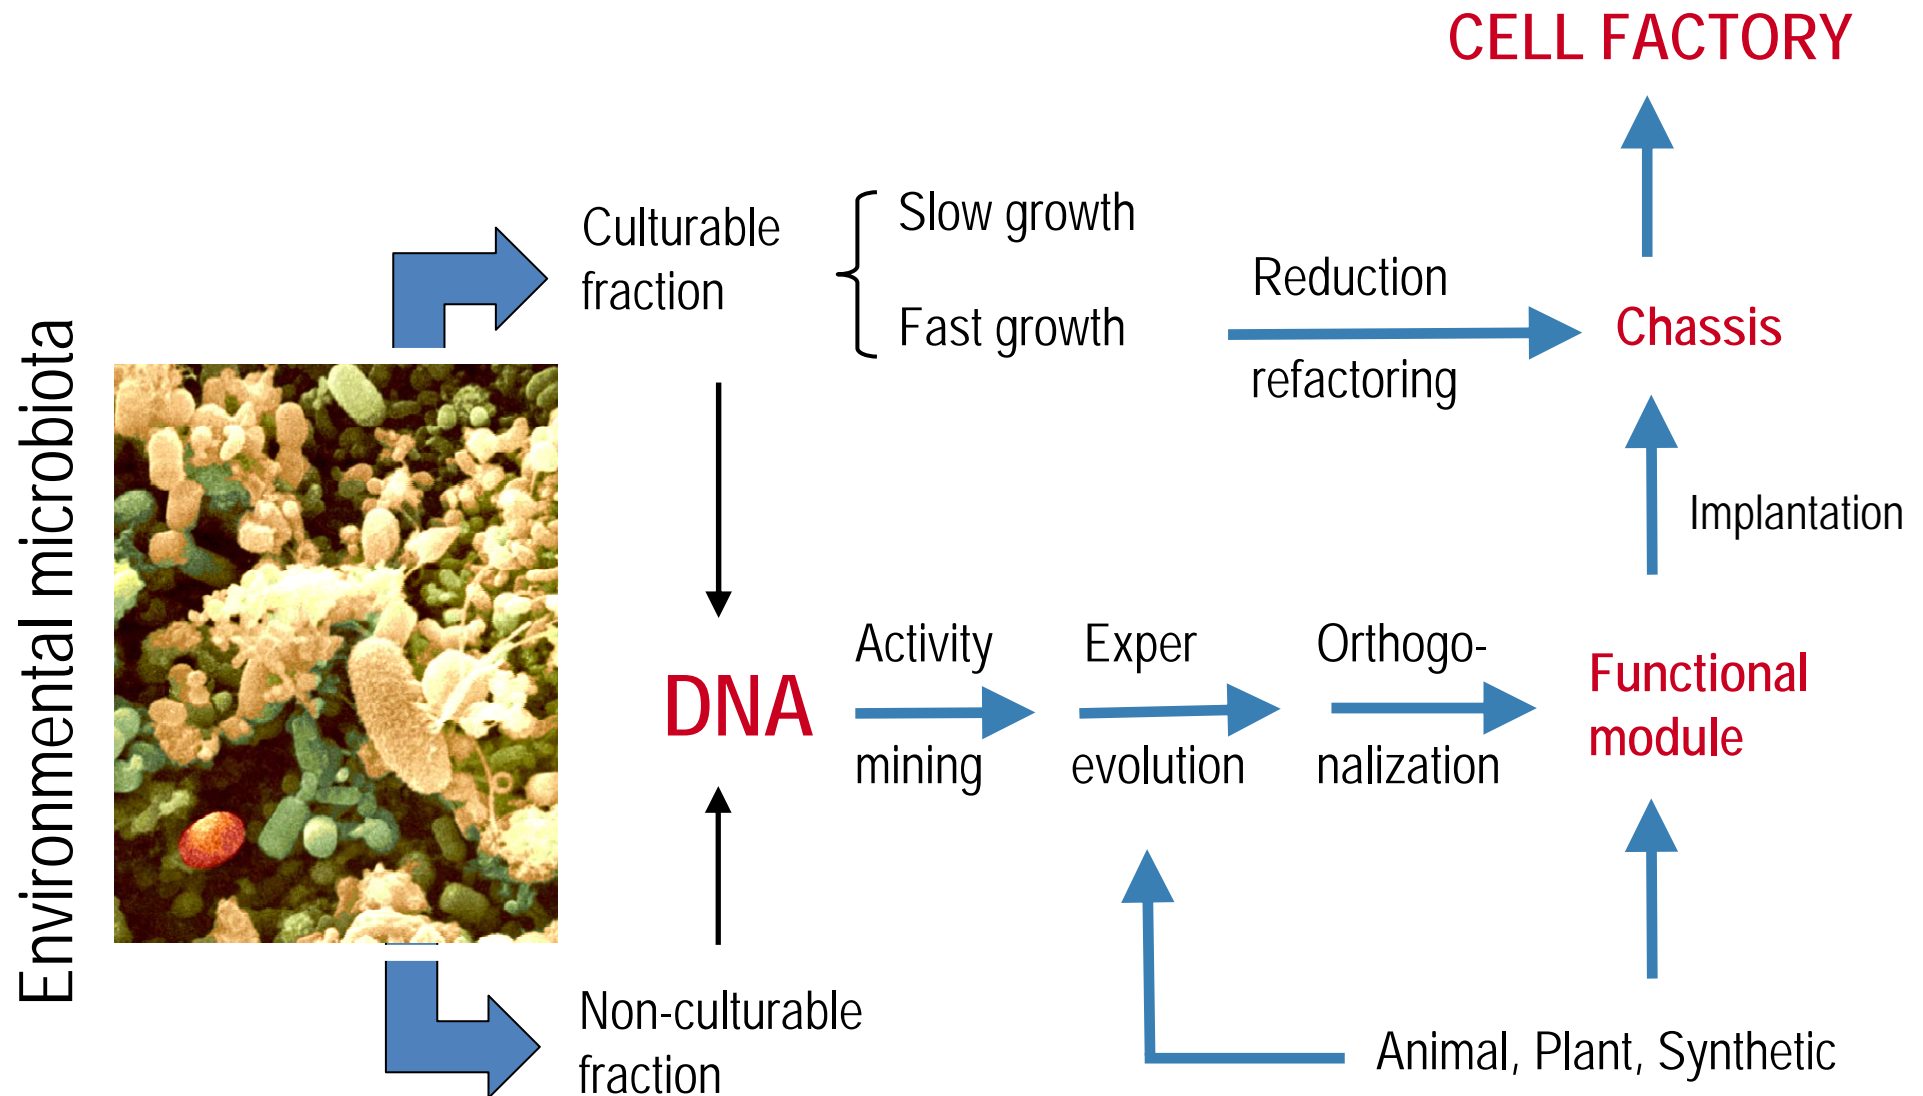 CELL FACTORY
Environmental microbiota
Culturable
fraction
Slow growth
Fast growth
Reduction
refactoring
Chassis
Implantation
DNA
Activity
mining
Exper
evolution
Orthogo-
nalization
Functional
module
Non-culturable
fraction
Animal, Plant, Synthetic